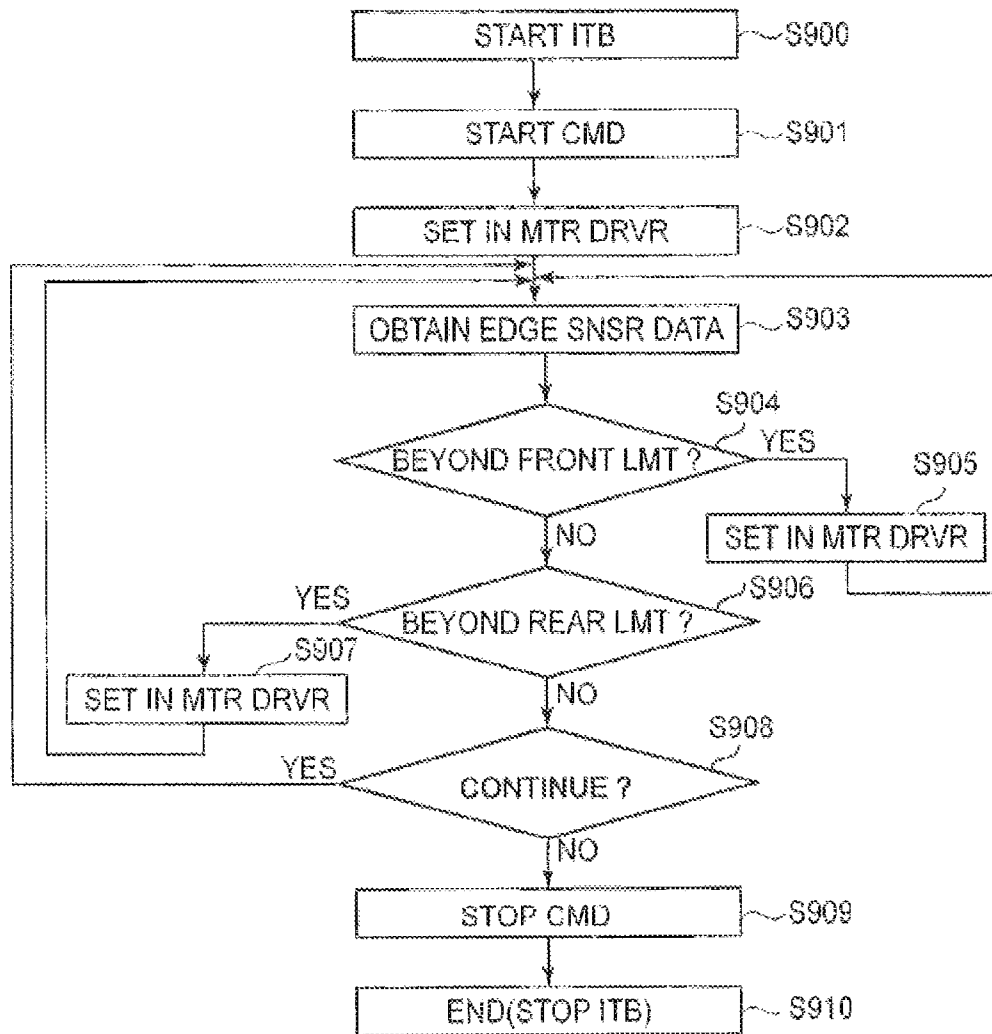 START ITB
S900
START CMD
S901
SET IN MTR DRVR
S902
OBTAIN EDGE SNSR DATA
S903
S904
BEYOND FRONT LMT ?
YES
S905
SET IN MTR DRVR
NO
S906
YES
BEYOND REAR LMT ?
S907
SET IN MTR DRVR
NO
S908
YES
CONTINUE ?
NO
STOP CMD
S909
END(STOP ITB)
S910